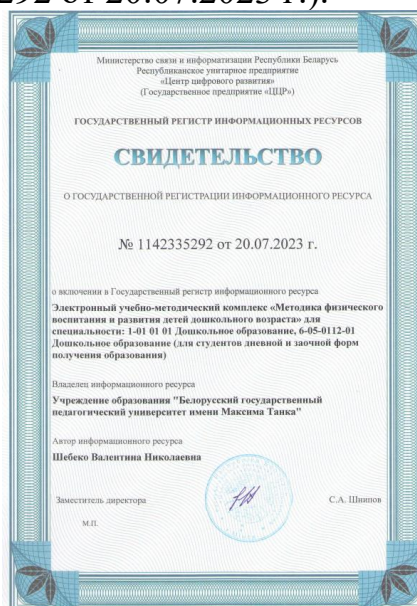 292 от 20.07.2023 г.).
Министерство связи и информатизации Республики Беларусь
Республиканское унитарное предприятие
«Центр цифрового развития»
(Государственное предприятие «ЦЦР»)
ГОСУДАРСТВЕННЫЙ РЕГИСТР ИНФОРМАЦИОННЫХ РЕСУРСОВ
СВИДЕТЕЛЬСТВО
О ГОСУДАРСТВЕННОЙ РЕГИСТРАЦИИ ИНФОРМАЦИОННОГО РЕСУРСА
№ 1142335292 от 20.07.2023 г.
о включении в Государственный регистр информационного ресурса
Электронный учебно-методический комплекс «Методика физического
воспитания и развития детей дошкольного возраста» для
специальности: 1-01 01 01 Дошкольное образование, 6-05-0112-01
Дошкольное образование (для студентов дневной и заочной форм
получения образования)
Владелец информационного ресурса
Учреждение образования "Белорусский государственный
педагогический университет имени Максима Танка"
Автор информационного ресурса
Шебеко Валентина Николаевна
Заместитель директора С.А. Шнипов
М.П.